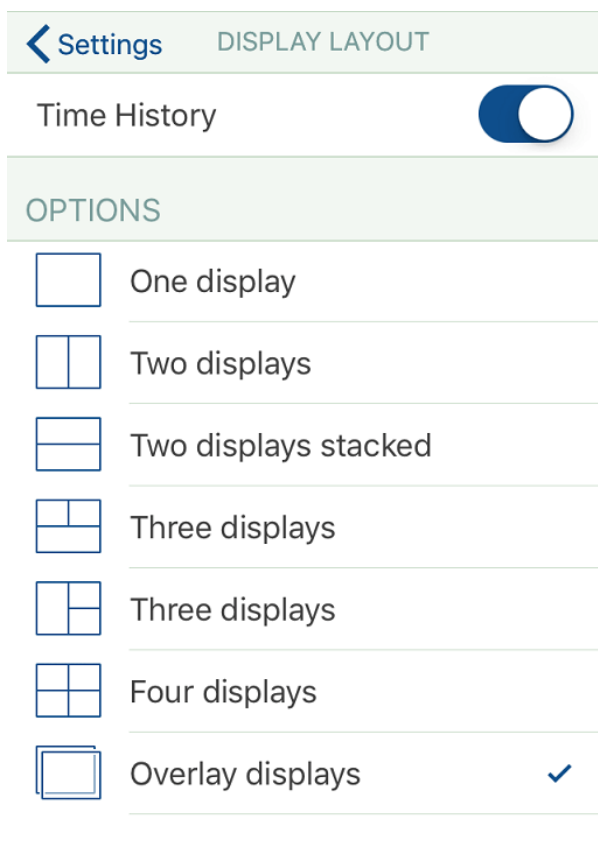 Settings
DISPLAY LAYOUT
Time History
OPTIONS
One display
Two displays
Two displays stacked
Three displays
Three displays
Four displays
Overlay displays